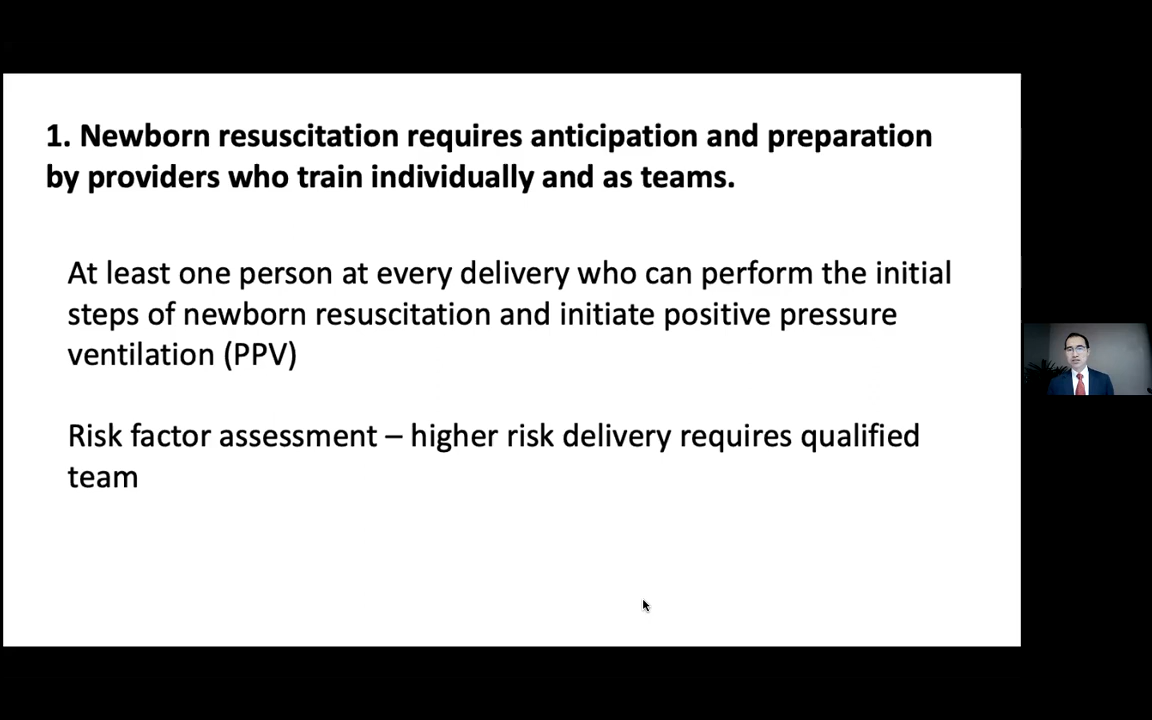 1. Newborn resuscitation requires anticipation and preparation
by providers who train individually and as teams.
At least one person at every delivery who can perform the initial
steps of newborn resuscitation and initiate positive pressure
ventilation (PPV)
Risk factor assessment – higher risk delivery requires qualified
team